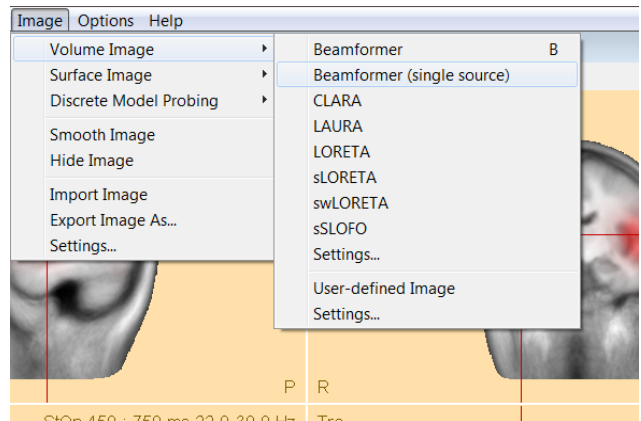 Image Options Help
Volume Image
Surface Image
Discrete Model Probing
Smooth Image
Hide Image
Import Image
Export Image As...
Settings...
Beamformer B
Beamformer (single source)
CLARA
LAURA
LORETA
sLORETA
swLORETA
sSLOFO
Settings...
User-defined Image
Settings...
P R
Tra